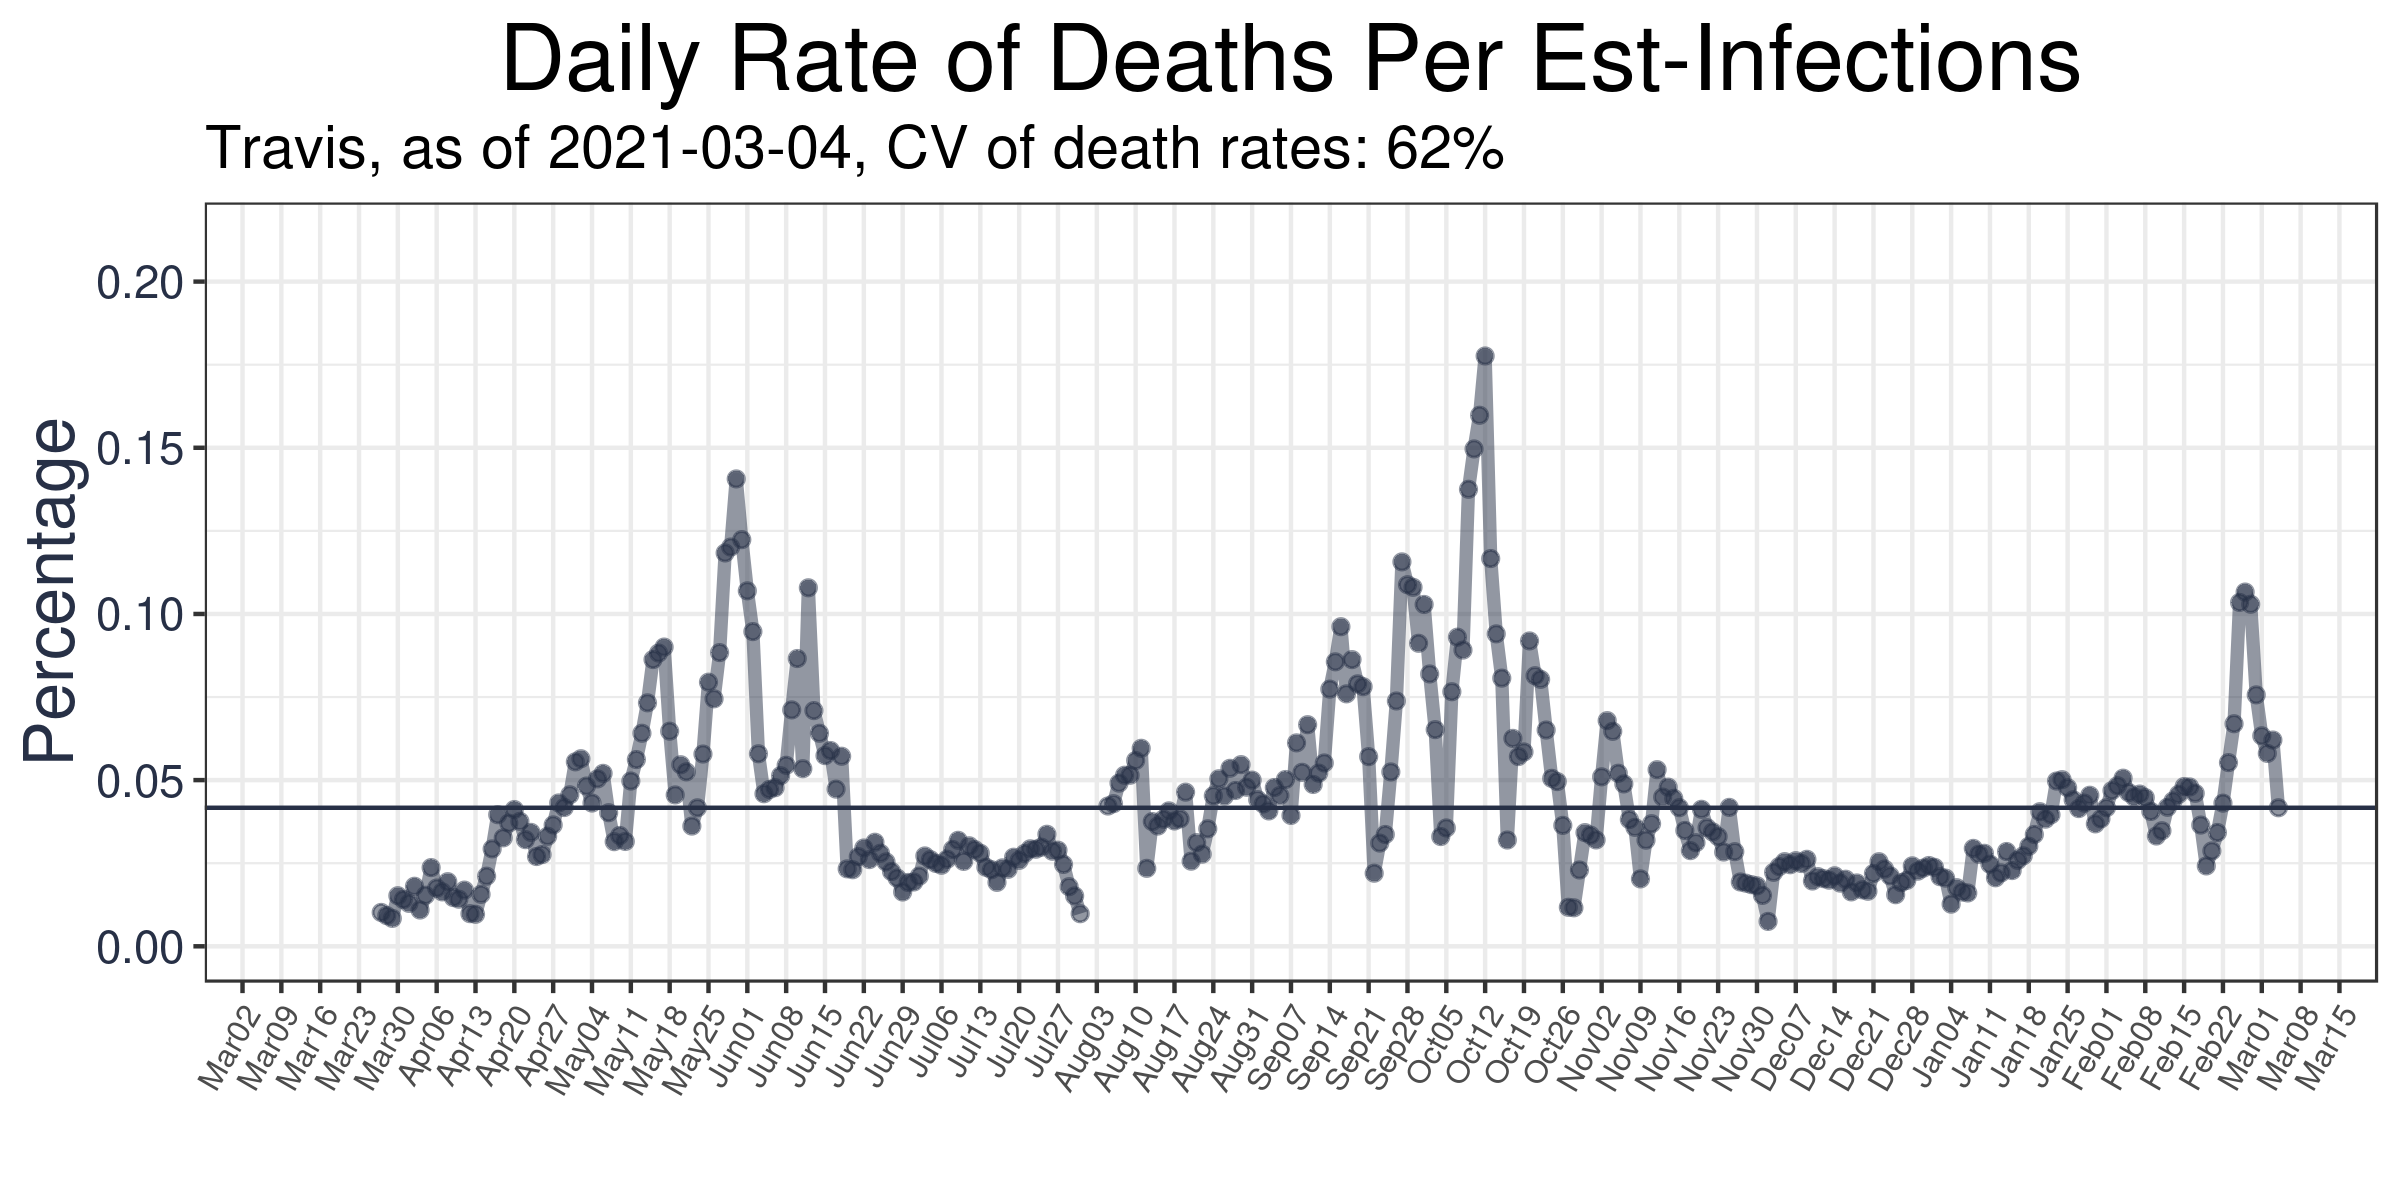 Daily Rate of Deaths Per Est-Infections
Travis, as of 2021-03-04, CV of death rates: 62%
Percentage
0.20
0.15
0.10
0.05
0.00
Mar02
Mar09
Mar16
Mar23
Mar30
Apr06
Apr13
Apr20
Apr27
May04
May11
May18
May25
Jun01
Jun08
Jun15
Jun22
Jun29
Jul06
Jul13
Jul20
Jul27
Aug03
Aug10
Aug17
Aug24
Aug31
Sep07
Sep14
Sep21
Sep28
Oct05
Oct12
Oct19
Oct26
Nov02
Nov09
Nov16
Nov23
Nov30
Dec07
Dec14
Dec21
Dec28
Jan04
Jan11
Jan18
Jan25
Feb01
Feb08
Feb15
Feb22
Mar01
Mar08
Mar15